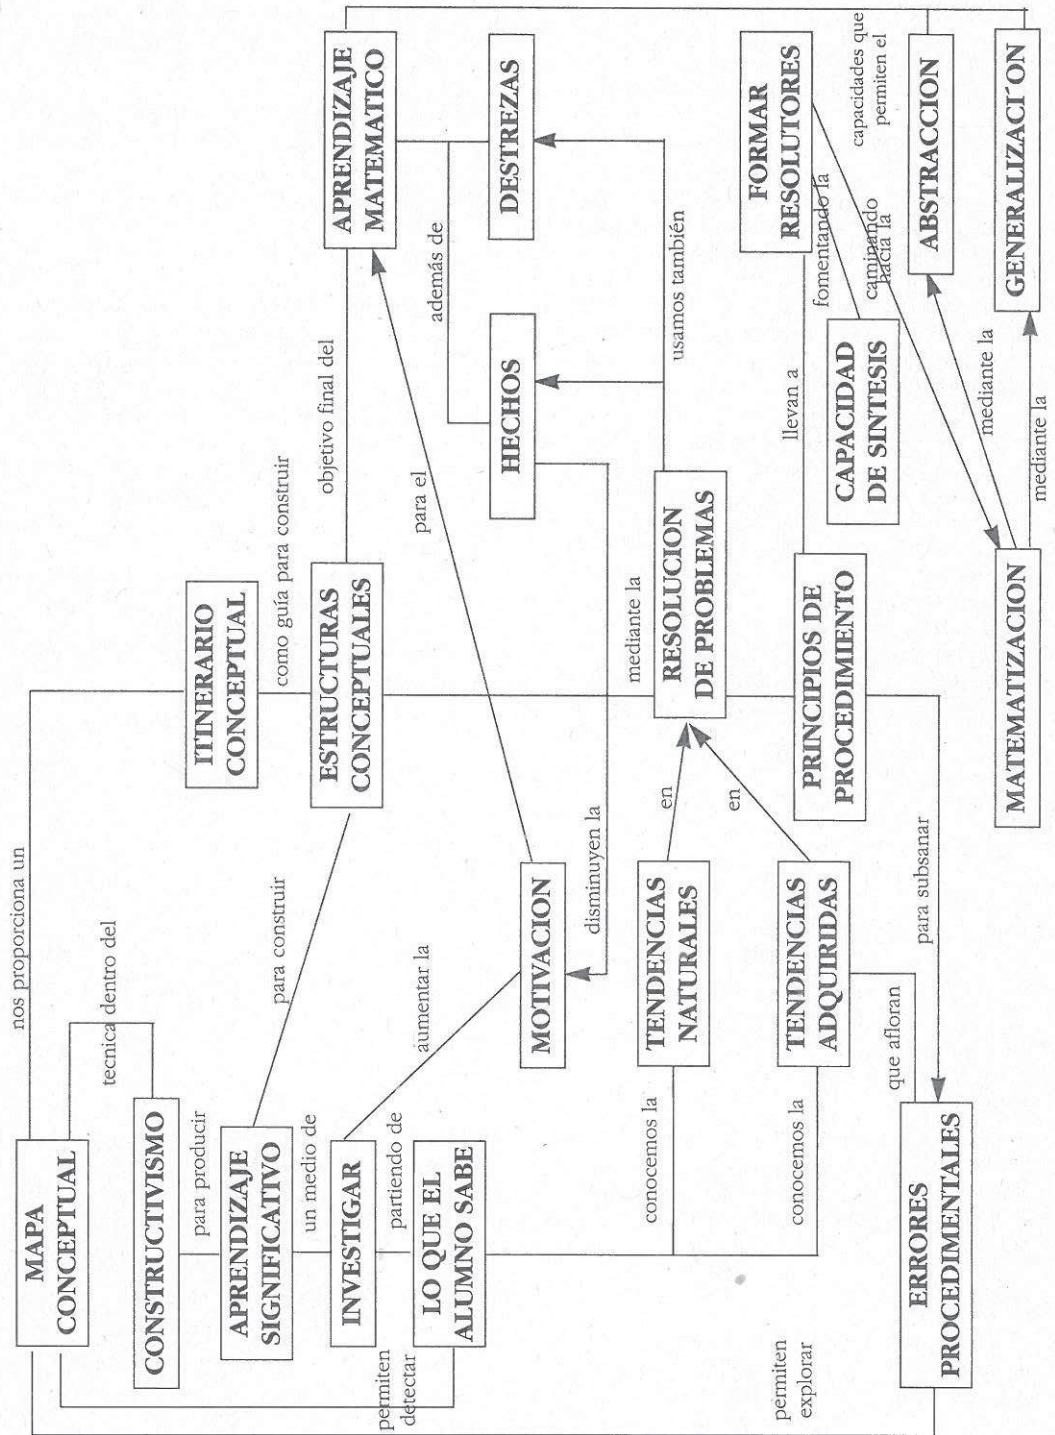 MAPA
CONCEPTUAL
nos proporciona un
tecnica dentro del
CONSTRUCTIVISMO
para producir
ITINERARIO
CONCEPTUAL
como guía para construir
APRENDIZAJE
SIGNIFICATIVO
para construir
ESTRUCTURAS
CONCEPTUALES
objetivo final del
APRENDIZAJE
MATEMATICO
un medio de
INVESTIGAR
aumentar la
para el
además de
partiendo de
permiten
detectar
LO QUE EL
ALUMNO SABE
MOTIVACION
HECHOS
DESTREZAS
disminuyen la
mediante la
usamos también
conocemos la
TENDENCIAS
NATURALES
en
RESOLUCION
DE PROBLEMAS
en
conocemos la
TENDENCIAS
ADQUIRIDAS
permiten
explorar
PRINCIPIOS DE
PROCEDIMIENTO
llevan a
FORMAR
RESOLUTORES
fomentando la
CAPACIDAD
DE SINTESIS
caminando
hacia la
capacidades que
permiten el
que afloran
para subsanar
ERRORES
PROCEDIMENTALES
ABSTRACCION
mediante la
MATEMATIZACION
mediante la
GENERALIZACI´ON